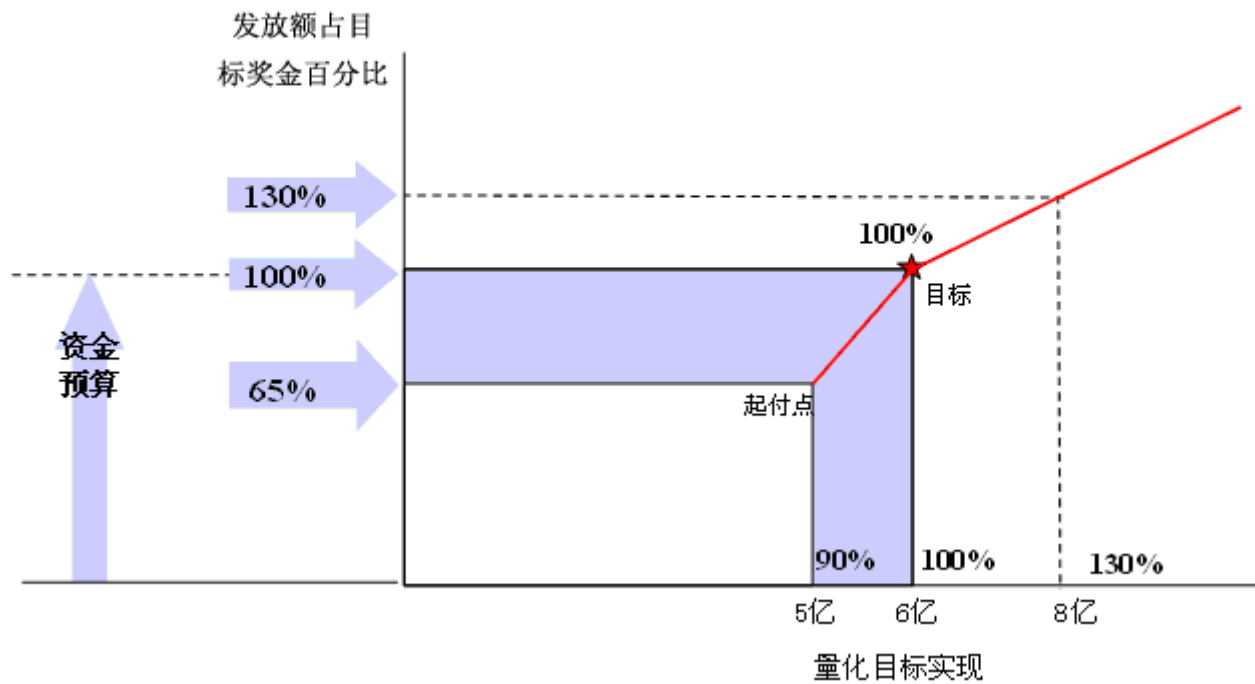 发放额占目
标奖金百分比
130%
100%
100%
目标
资金
预算
65%
起付点
90%
100%
130%
5亿
6亿
8亿
量化目标实现